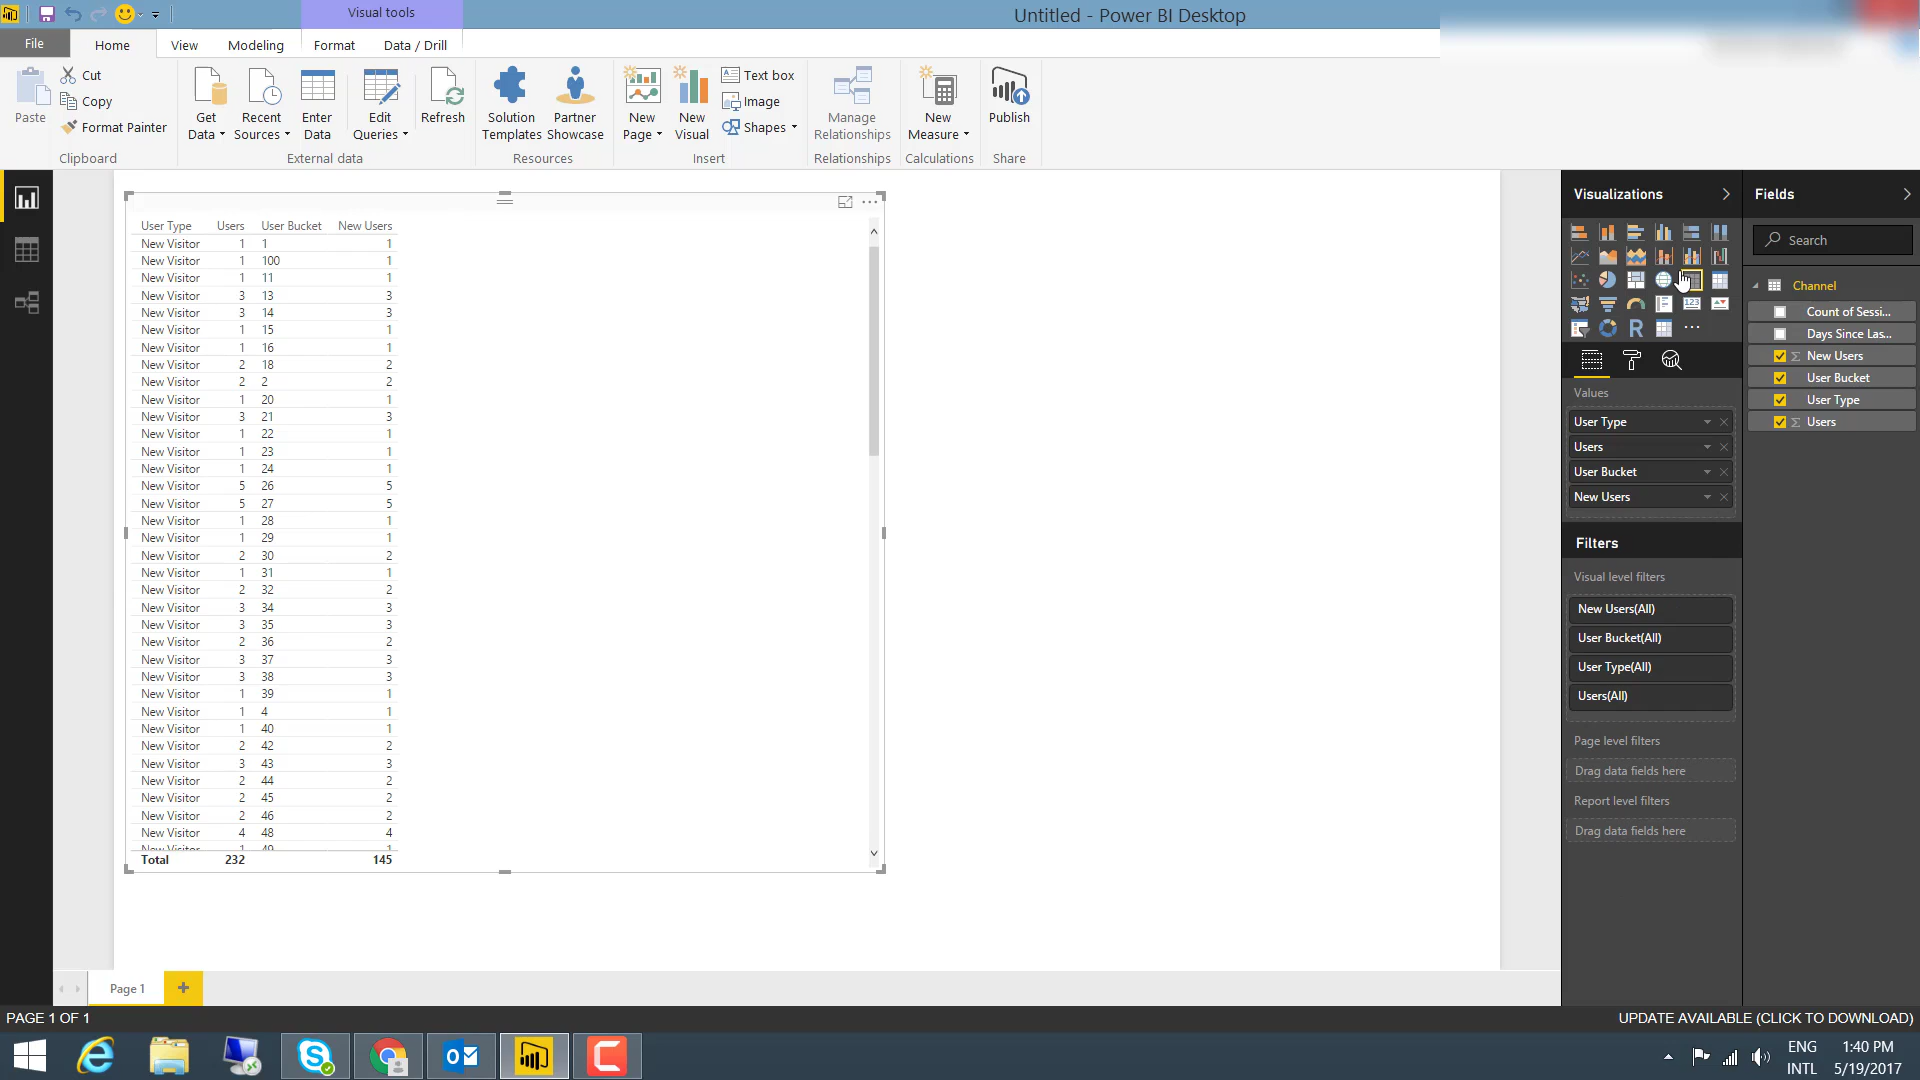 Visual tools
Untitled - Power BI Desktop
File
Home
View
Modeling
Format
Data / Drill
Paste
Cut
Copy
Format Painter
Clipboard
Get Data
Recent Sources
Enter Data
Edit Queries
Refresh
External data
Solution Templates
Partner Showcase
Resources
New Page
New Visual
Text box
Image
Shapes
Insert
Manage Relationships
Relationships
New Measure
Calculations
Publish
Share
User Type Users User Bucket New Users
New Visitor 1 1 1
New Visitor 1 100 1
New Visitor 1 11 1
New Visitor 3 13 3
New Visitor 3 14 3
New Visitor 1 15 1
New Visitor 1 16 1
New Visitor 2 18 2
New Visitor 2 2 2
New Visitor 1 20 1
New Visitor 3 21 3
New Visitor 1 22 1
New Visitor 1 23 1
New Visitor 1 24 1
New Visitor 5 26 5
New Visitor 5 27 5
New Visitor 1 28 1
New Visitor 1 29 1
New Visitor 2 30 2
New Visitor 1 31 1
New Visitor 2 32 2
New Visitor 3 34 3
New Visitor 3 35 3
New Visitor 2 36 2
New Visitor 3 37 3
New Visitor 3 38 3
New Visitor 1 39 1
New Visitor 1 4 1
New Visitor 1 40 1
New Visitor 2 42 2
New Visitor 3 43 3
New Visitor 2 44 2
New Visitor 2 45 2
New Visitor 2 46 2
New Visitor 4 48 4
New Visitor 1 49 1
Total 232 145
Visualizations
R
123
Values
User Type
Users
User Bucket
New Users
Filters
Visual level filters
New Users(All)
User Bucket(All)
User Type(All)
Users(All)
Page level filters
Drag data fields here
Report level filters
Drag data fields here
Fields
Search
Channel
Count of Sessi...
Days Since Las...
Σ New Users
User Bucket
User Type
Σ Users
Page 1
PAGE 1 OF 1
UPDATE AVAILABLE (CLICK TO DOWNLOAD)
ENG
INTL
1:40 PM
5/19/2017